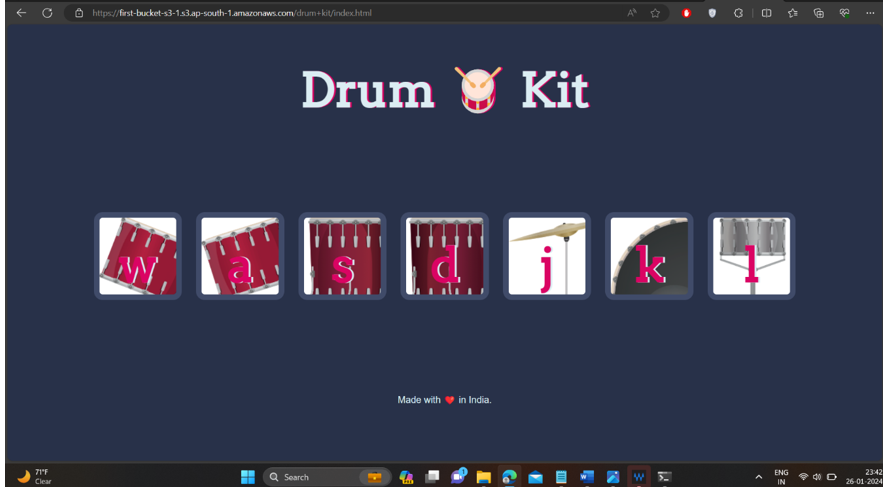 https://first-bucket-s3-1.s3.ap-south-1.amazonaws.com/drum+kit/index.html
Drum 🥁 Kit
w a s d j k l
Made with ❤️ in India.
71°F
Clear
Search
1
ENG
IN
23:42
26-01-2024